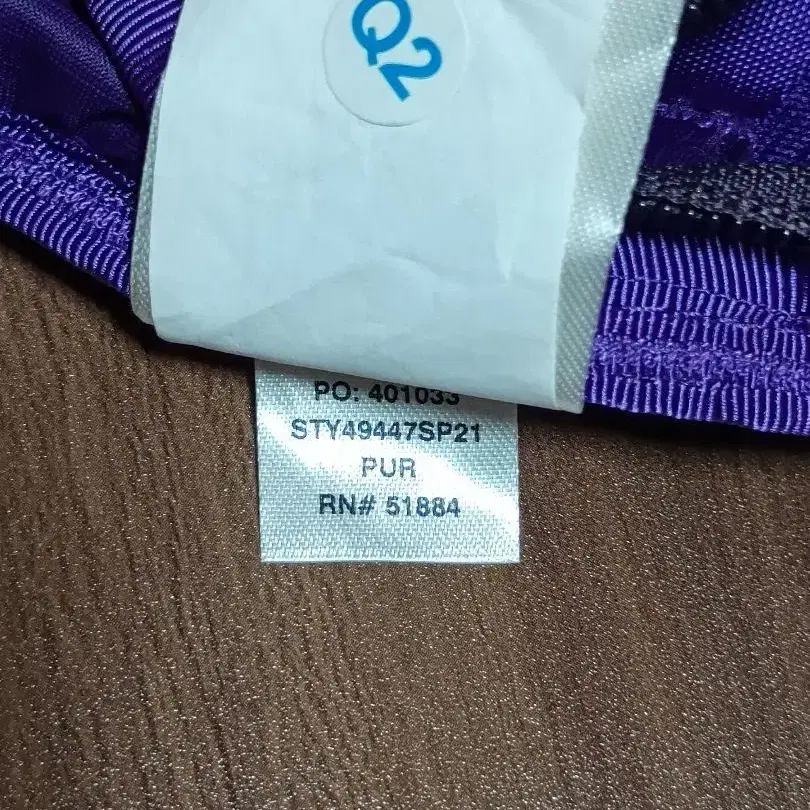 Q2
PO: 401033
STY49447SP21
PUR
RN# 51884